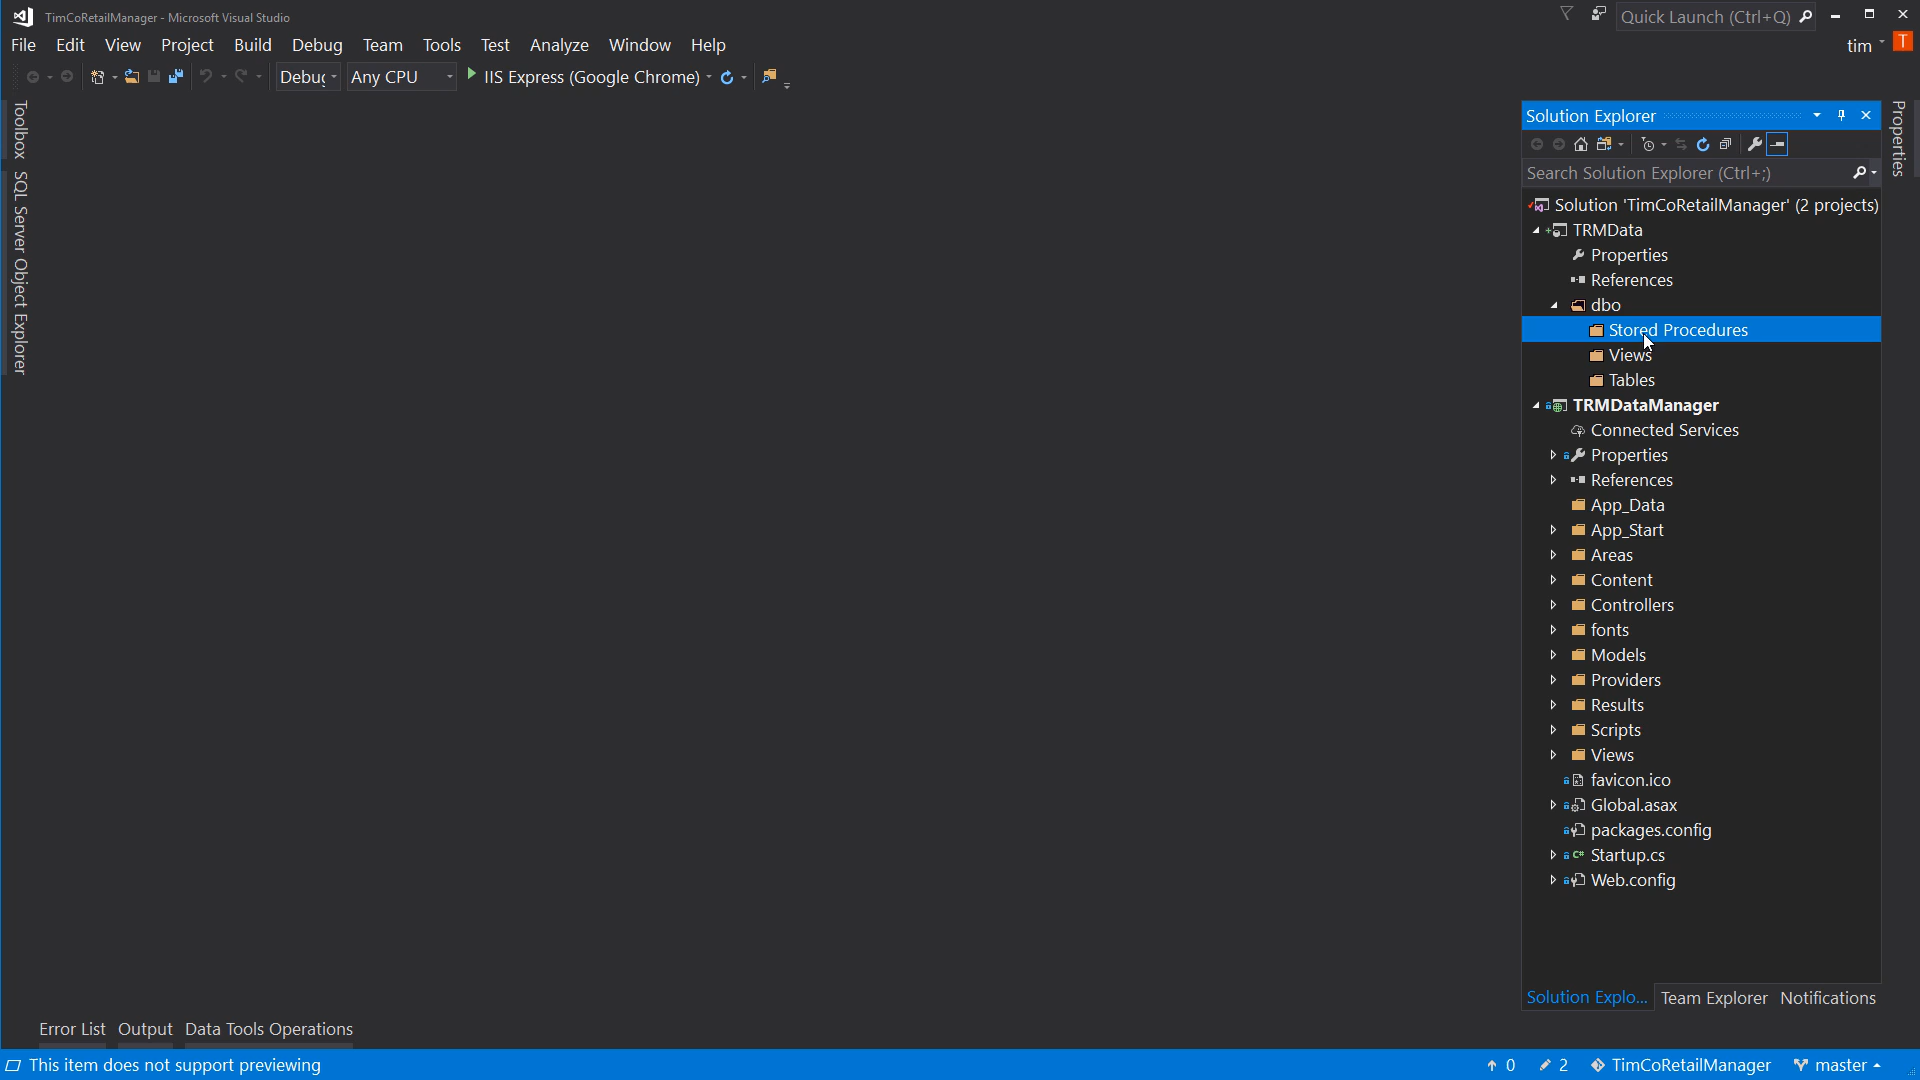 TimCoRetailManager - Microsoft Visual Studio
Quick Launch (Ctrl+Q)
File Edit View Project Build Debug Team Tools Test Analyze Window Help
tim T
Debug Any CPU IIS Express (Google Chrome)
Toolbox
SQL Server Object Explorer
Solution Explorer
Properties
Search Solution Explorer (Ctrl+;)
Solution 'TimCoRetailManager' (2 projects)
TRMData
Properties
References
dbo
Stored Procedures
Views
Tables
TRMDataManager
Connected Services
Properties
References
App_Data
App_Start
Areas
Content
Controllers
fonts
Models
Providers
Results
Scripts
Views
favicon.ico
Global.asax
packages.config
C# Startup.cs
Web.config
Solution Explo... Team Explorer Notifications
Error List Output Data Tools Operations
This item does not support previewing
0 2 TimCoRetailManager master